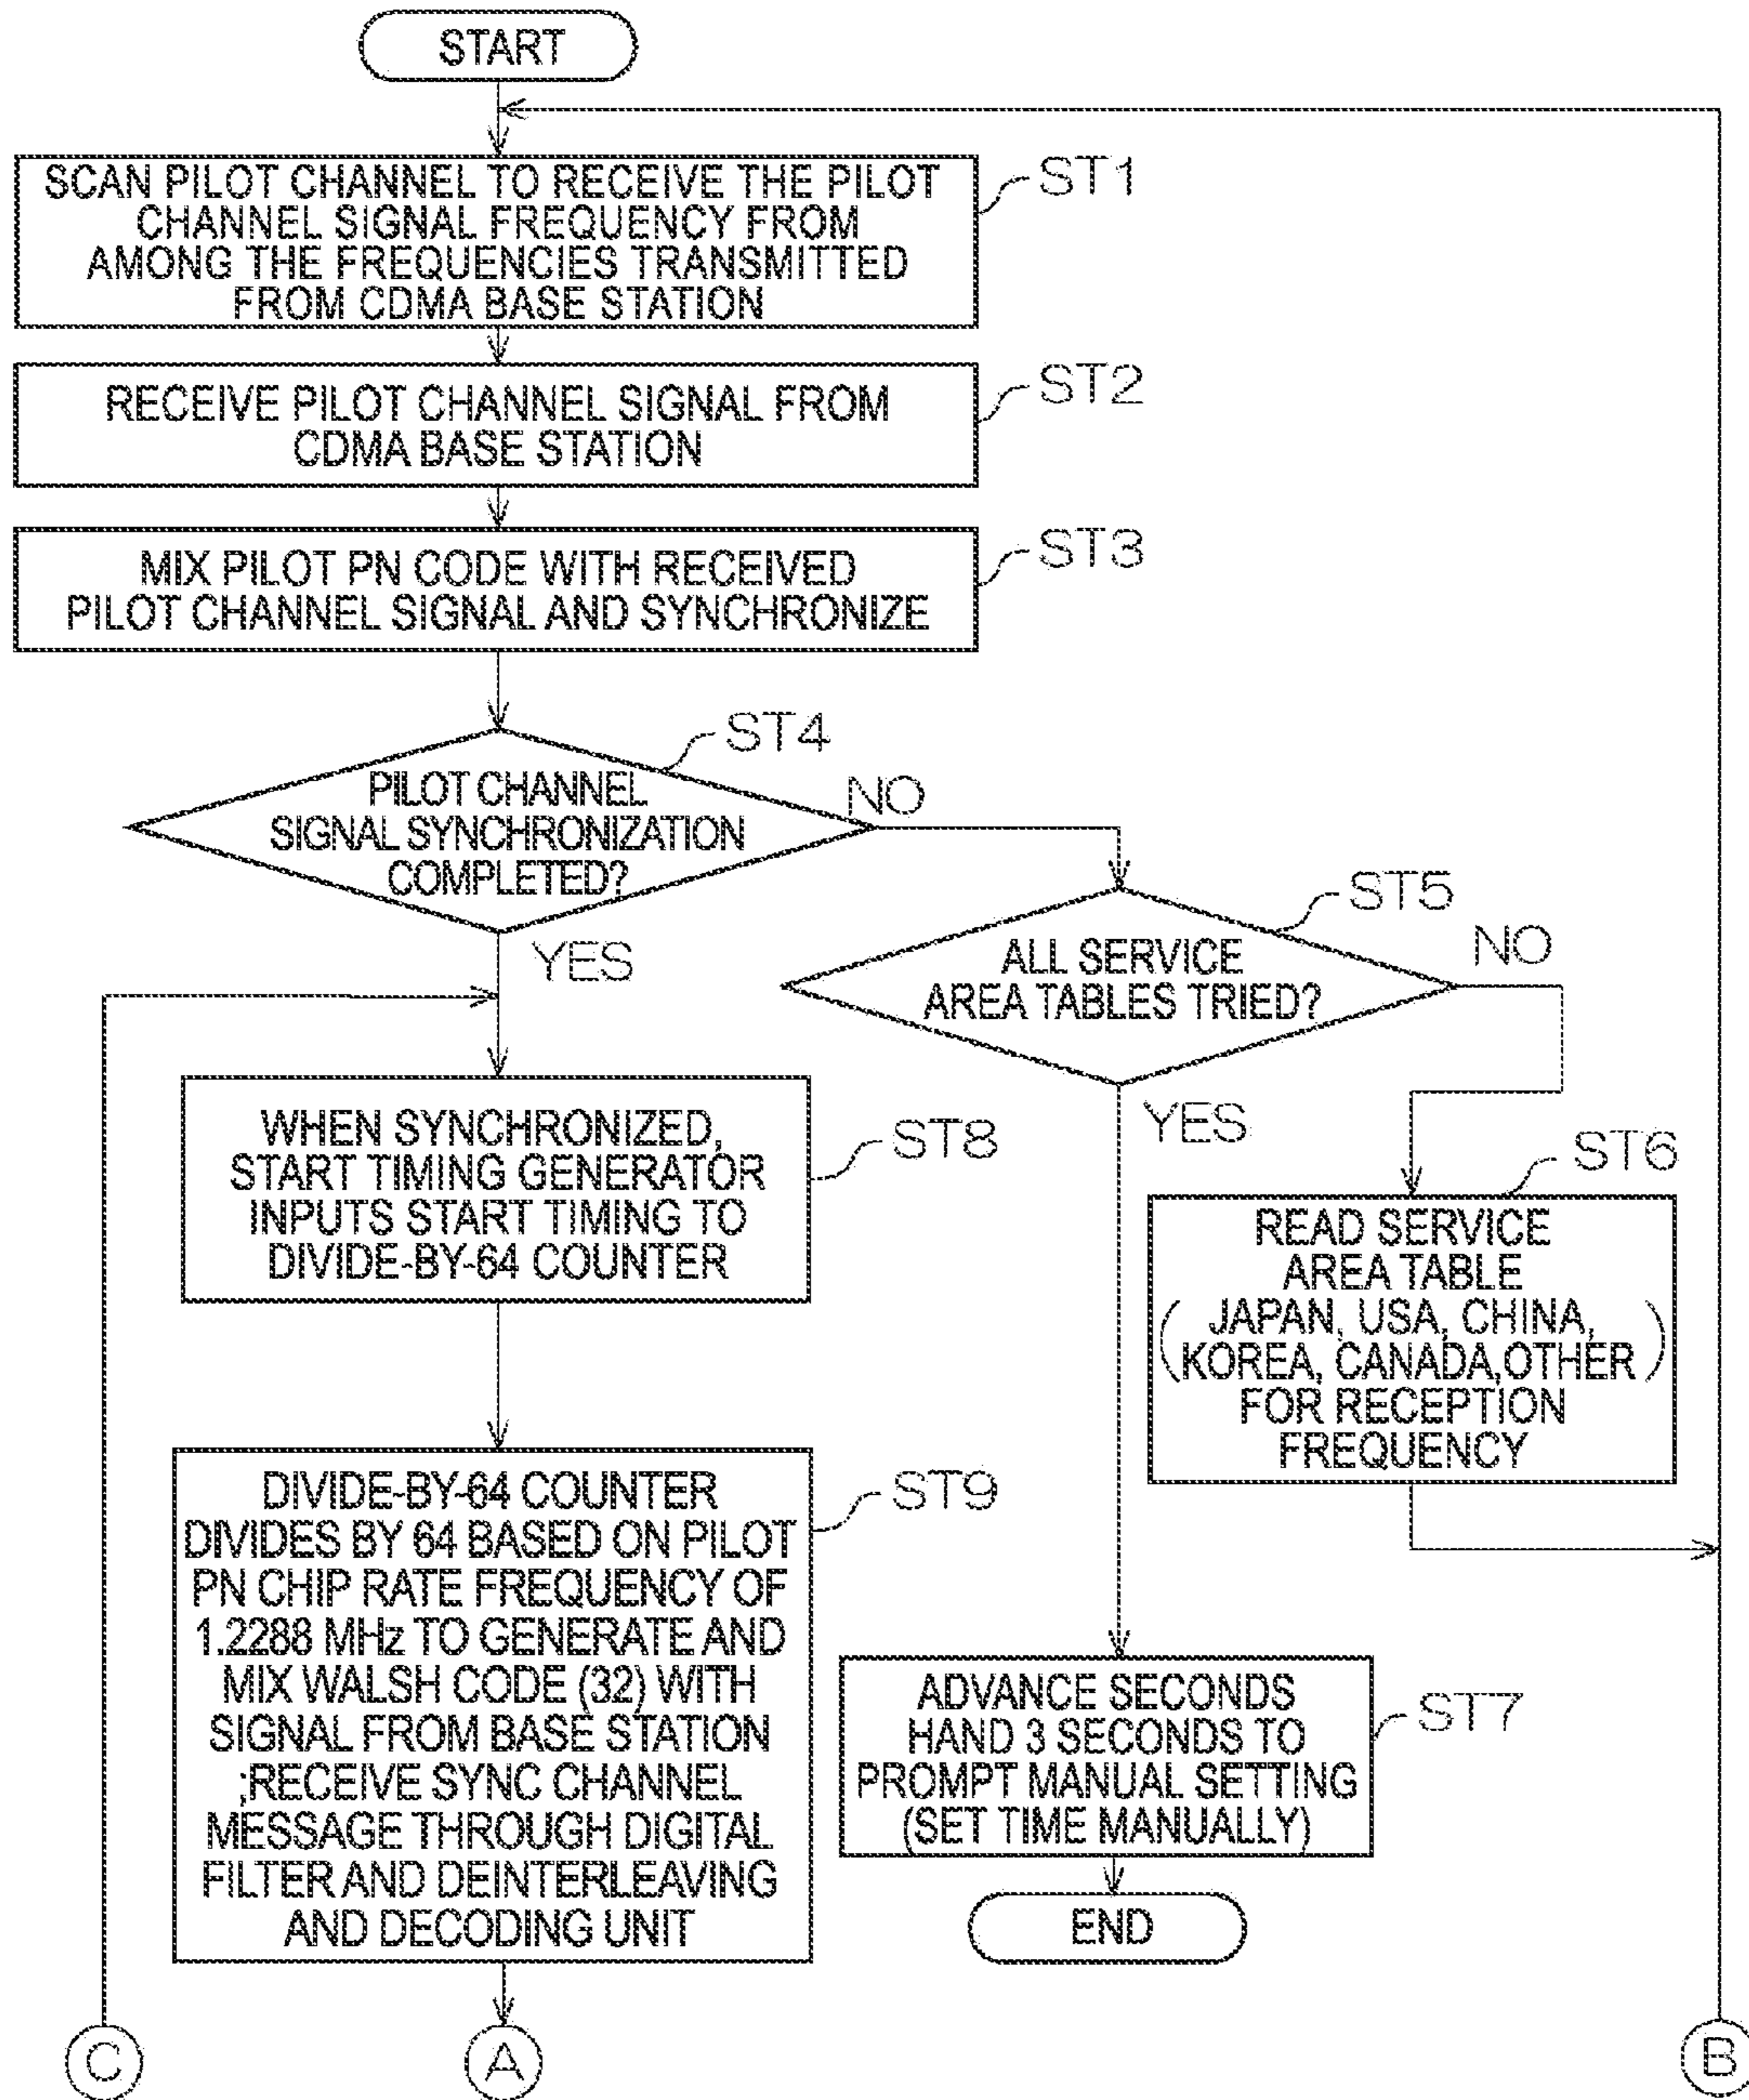 START
SCAN PILOT CHANNEL TO RECEIVE THE PILOT
CHANNEL SIGNAL FREQUENCY FROM
AMONG THE FREQUENCIES TRANSMITTED
FROM CDMA BASE STATION
ST1
RECEIVE PILOT CHANNEL SIGNAL FROM
CDMA BASE STATION
ST2
MIX PILOT PN CODE WITH RECEIVED
PILOT CHANNEL SIGNAL AND SYNCHRONIZE
ST3
ST4
PILOT CHANNEL
SIGNAL SYNCHRONIZATION
COMPLETED?
NO
YES
ST5
ALL SERVICE
AREA TABLES TRIED?
NO
YES
ST6
READ SERVICE
AREA TABLE
(JAPAN, USA, CHINA,
KOREA, CANADA,OTHER)
FOR RECEPTION
FREQUENCY
WHEN SYNCHRONIZED,
START TIMING GENERATOR
INPUTS START TIMING TO
DIVIDE-BY-64 COUNTER
ST8
DIVIDE-BY-64 COUNTER
DIVIDES BY 64 BASED ON PILOT
PN CHIP RATE FREQUENCY OF
1.2288 MHz TO GENERATE AND
MIX WALSH CODE (32) WITH
SIGNAL FROM BASE STATION
;RECEIVE SYNC CHANNEL
MESSAGE THROUGH DIGITAL
FILTER AND DEINTERLEAVING
AND DECODING UNIT
ST9
ADVANCE SECONDS
HAND 3 SECONDS TO
PROMPT MANUAL SETTING
(SET TIME MANUALLY)
ST7
END
C
A
B